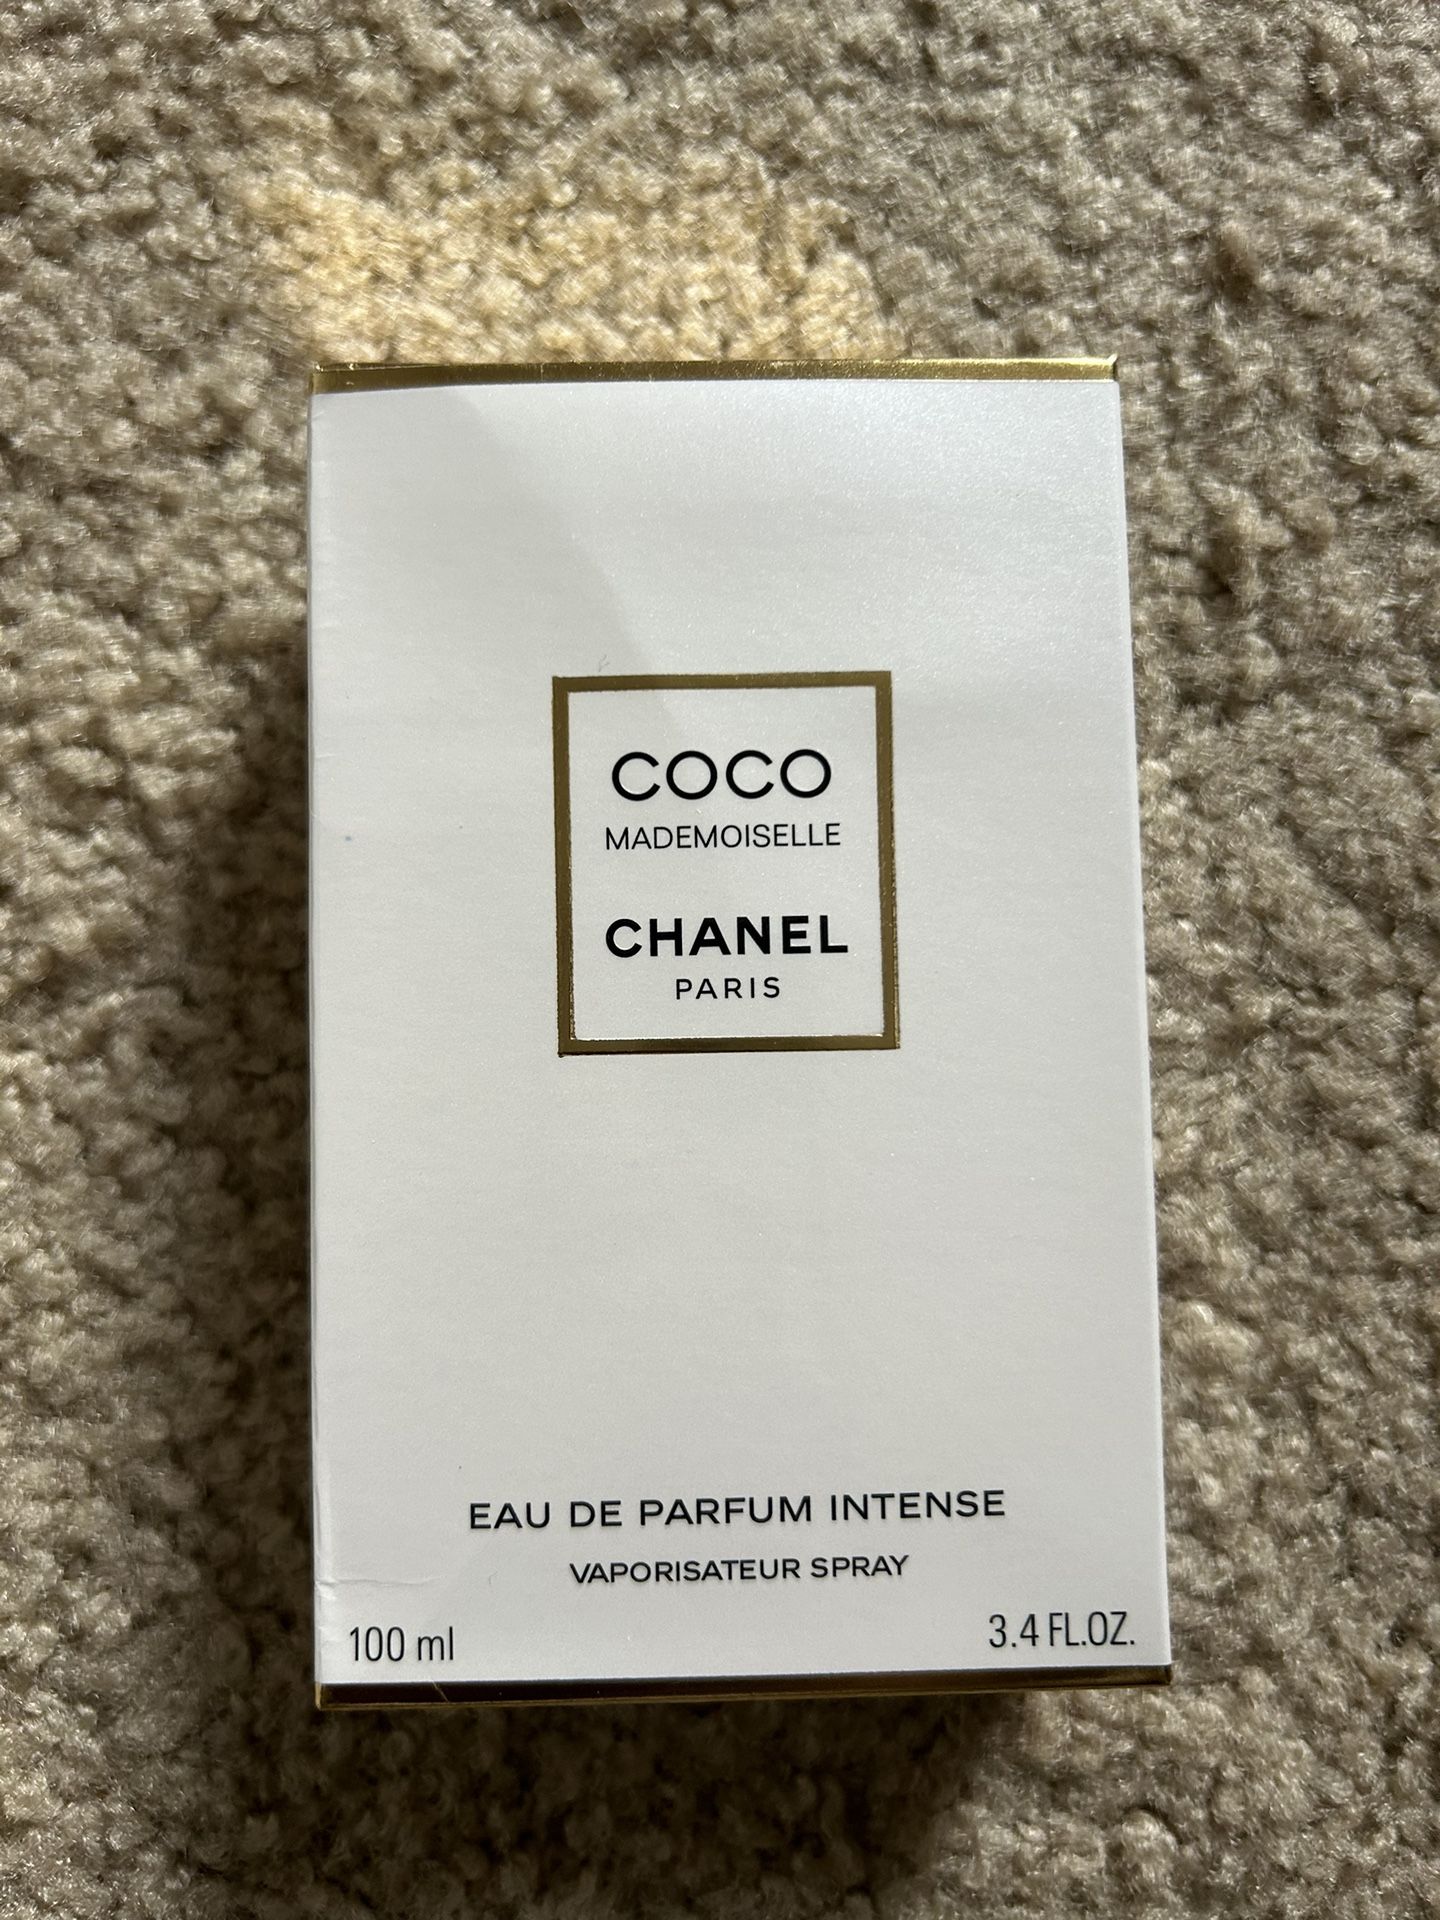 COCO
MADEMOISELLE
CHANEL
PARIS
EAU DE PARFUM INTENSE
VAPORISATEUR SPRAY
100 ml 3.4 FL.OZ.